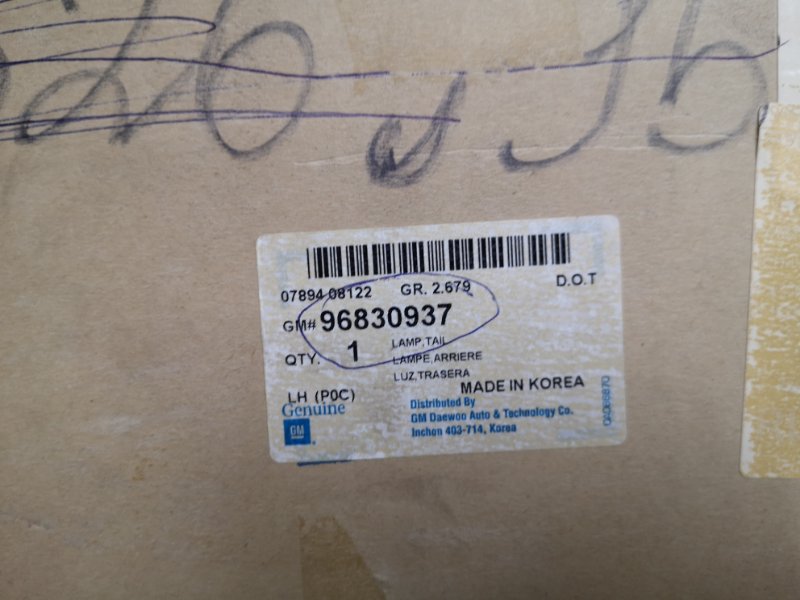 07894 08122 GR. 2.679 D.O.T
GM# 96830937
QTY. 1 LAMP,TAIL
LAMPE,ARRIERE
LUZ,TRASERA
LH (P0C) MADE IN KOREA
Genuine
GM
Distributed By
GM Daewoo Auto & Technology Co.
Inchon 403-714, Korea